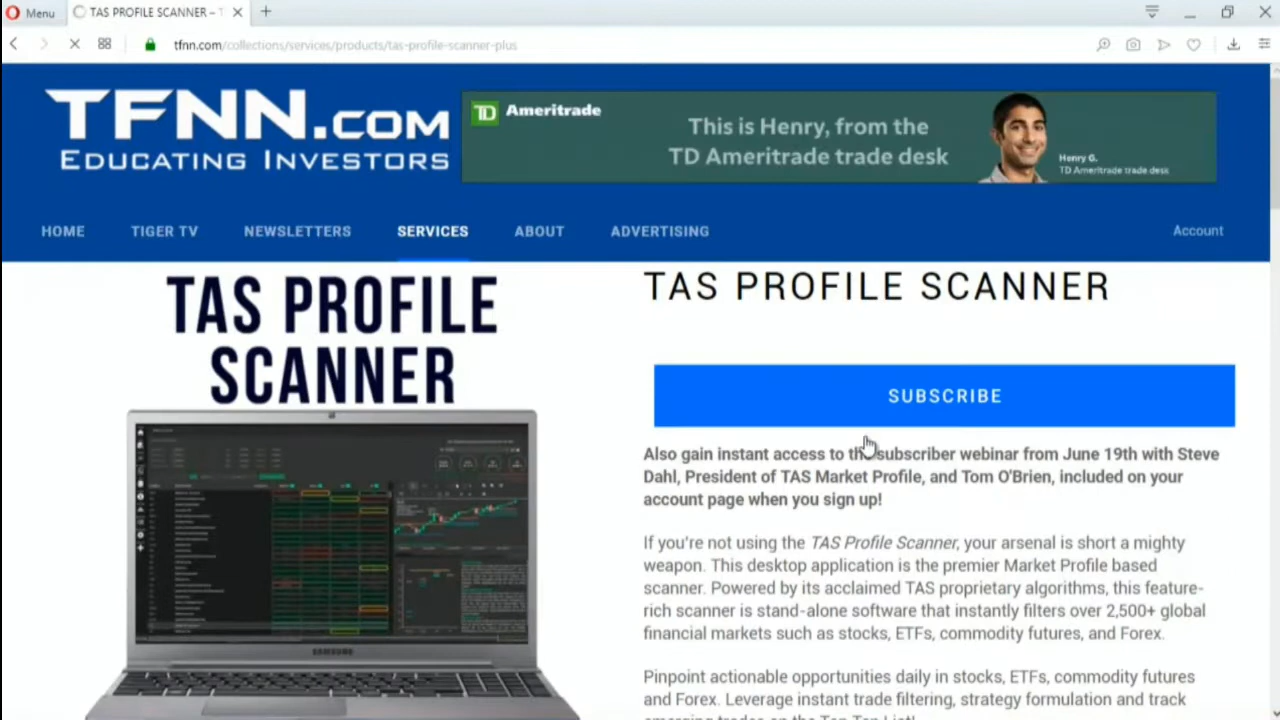 Menu
TAS PROFILE SCANNER –
tfnn.com/collections/services/products/tas-profile-scanner-plus
TFNN.COM
EDUCATING INVESTORS
TD Ameritrade
This is Henry, from the
TD Ameritrade trade desk
Henry G.
TD Ameritrade trade desk
HOME
TIGER TV
NEWSLETTERS
SERVICES
ABOUT
ADVERTISING
Account
TAS PROFILE
SCANNER
SAMSUNG
TAS PROFILE SCANNER
SUBSCRIBE
Also gain instant access to the subscriber webinar from June 19th with Steve
Dahl, President of TAS Market Profile, and Tom O'Brien, included on your
account page when you sign up!
If you're not using the TAS Profile Scanner, your arsenal is short a mighty
weapon. This desktop application is the premier Market Profile based
scanner. Powered by its acclaimed TAS proprietary algorithms, this feature-
rich scanner is stand-alone software that instantly filters over 2,500+ global
financial markets such as stocks, ETFs, commodity futures, and Forex.
Pinpoint actionable opportunities daily in stocks, ETFs, commodity futures
and Forex. Leverage instant trade filtering, strategy formulation and track
emerging trades on the Top Ten List!